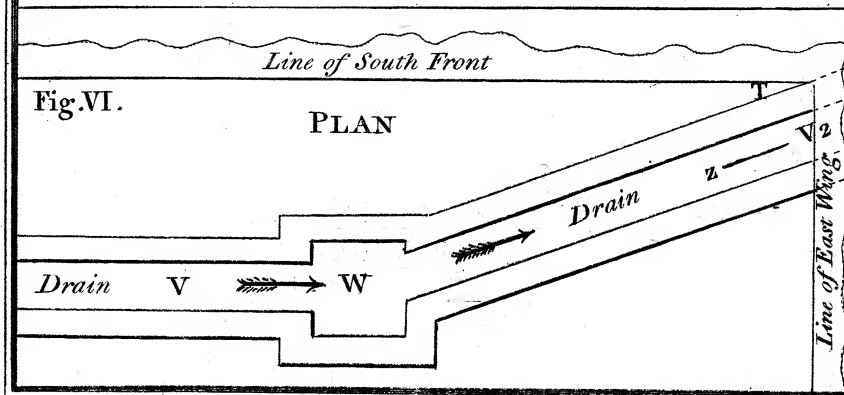 Line of South Front
Fig.VI.
PLAN
T
V 2
Z
Drain
Drain V
W
Line of East Wing